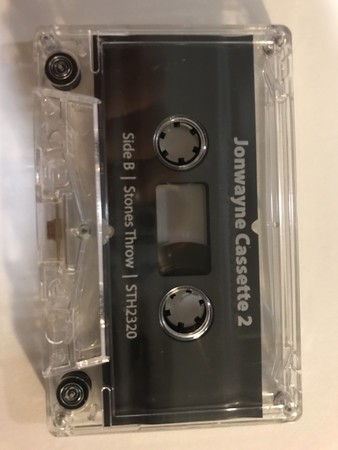 Jonwayne Cassette 2
Side B | Stones Throw | STH2320